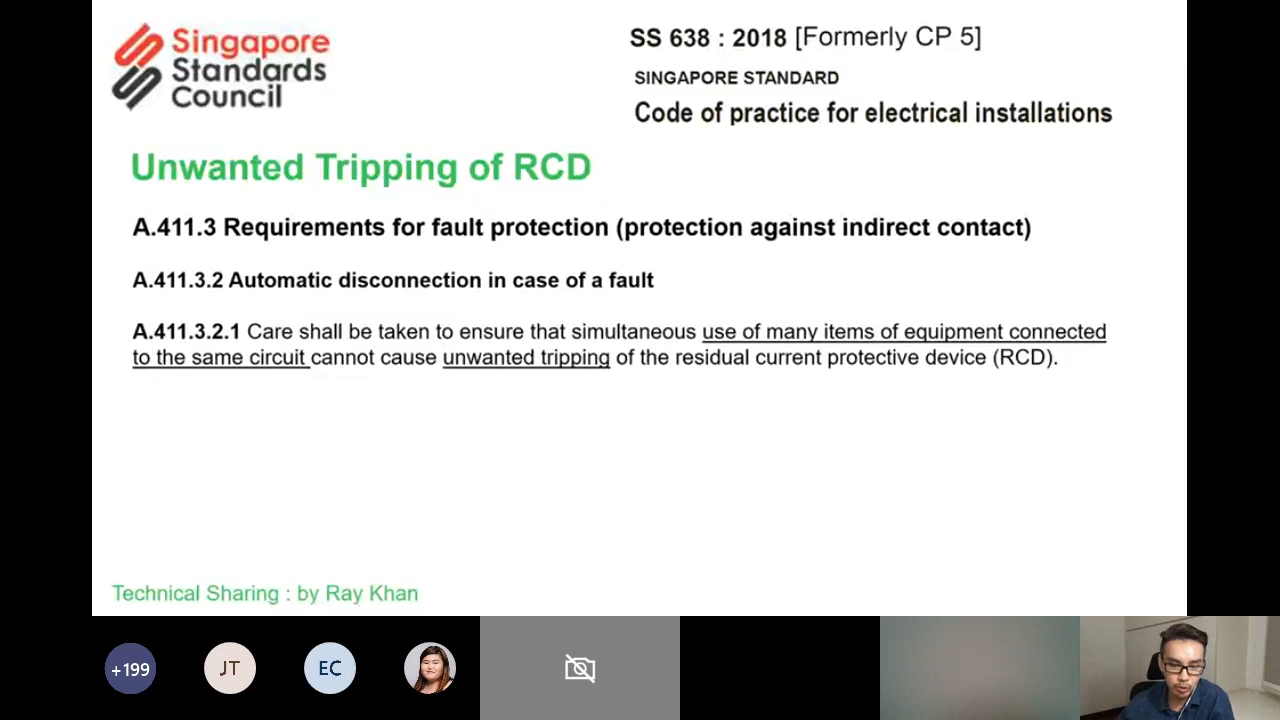 Singapore
Standards
Council
SS 638 : 2018 [Formerly CP 5]
SINGAPORE STANDARD
Code of practice for electrical installations
Unwanted Tripping of RCD
A.411.3 Requirements for fault protection (protection against indirect contact)
A.411.3.2 Automatic disconnection in case of a fault
A.411.3.2.1 Care shall be taken to ensure that simultaneous use of many items of equipment connected
to the same circuit cannot cause unwanted tripping of the residual current protective device (RCD).
Technical Sharing : by Ray Khan
+199
JT
EC